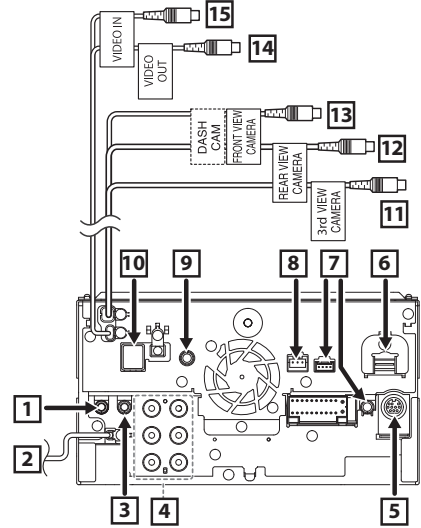 15
VIDEO IN
14
VIDEO
OUT
13
DASH
CAM
FRONT VIEW
CAMERA
12
REAR VIEW
CAMERA
11
3rd VIEW
CAMERA
10
9
8
7
6
1
2
3
4
5